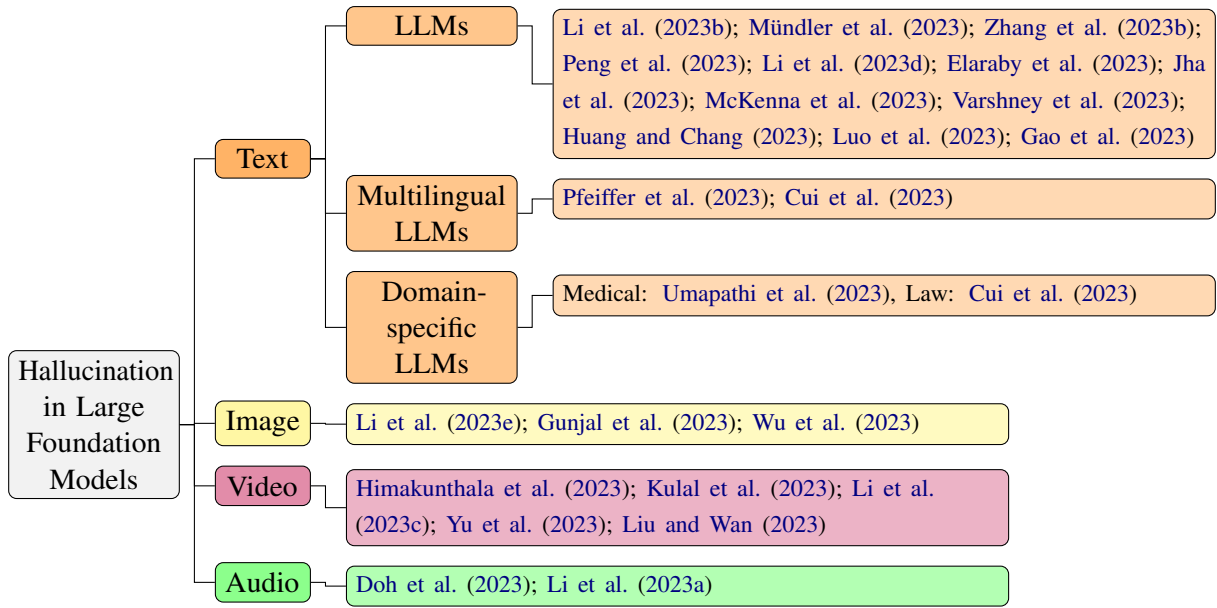 LLMs
Li et al. (2023b); Mündler et al. (2023); Zhang et al. (2023b);
Peng et al. (2023); Li et al. (2023d); Elaraby et al. (2023); Jha
et al. (2023); McKenna et al. (2023); Varshney et al. (2023);
Huang and Chang (2023); Luo et al. (2023); Gao et al. (2023)
Text
Multilingual
LLMs
Pfeiffer et al. (2023); Cui et al. (2023)
Domain-
specific
LLMs
Medical: Umapathi et al. (2023), Law: Cui et al. (2023)
Hallucination
in Large
Foundation
Models
Image
Li et al. (2023e); Gunjal et al. (2023); Wu et al. (2023)
Video
Himakunthala et al. (2023); Kulal et al. (2023); Li et al.
(2023c); Yu et al. (2023); Liu and Wan (2023)
Audio
Doh et al. (2023); Li et al. (2023a)